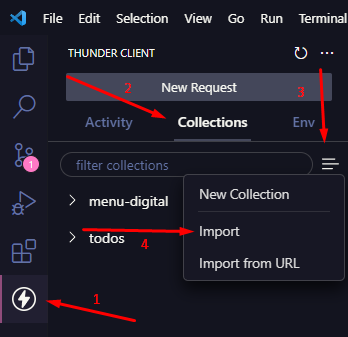 File Edit Selection View Go Run Terminal
THUNDER CLIENT
2 New Request 3
Activity Collections Env
filter collections
New Collection
menu-digital
1
Import
todos
4
Import from URL
1